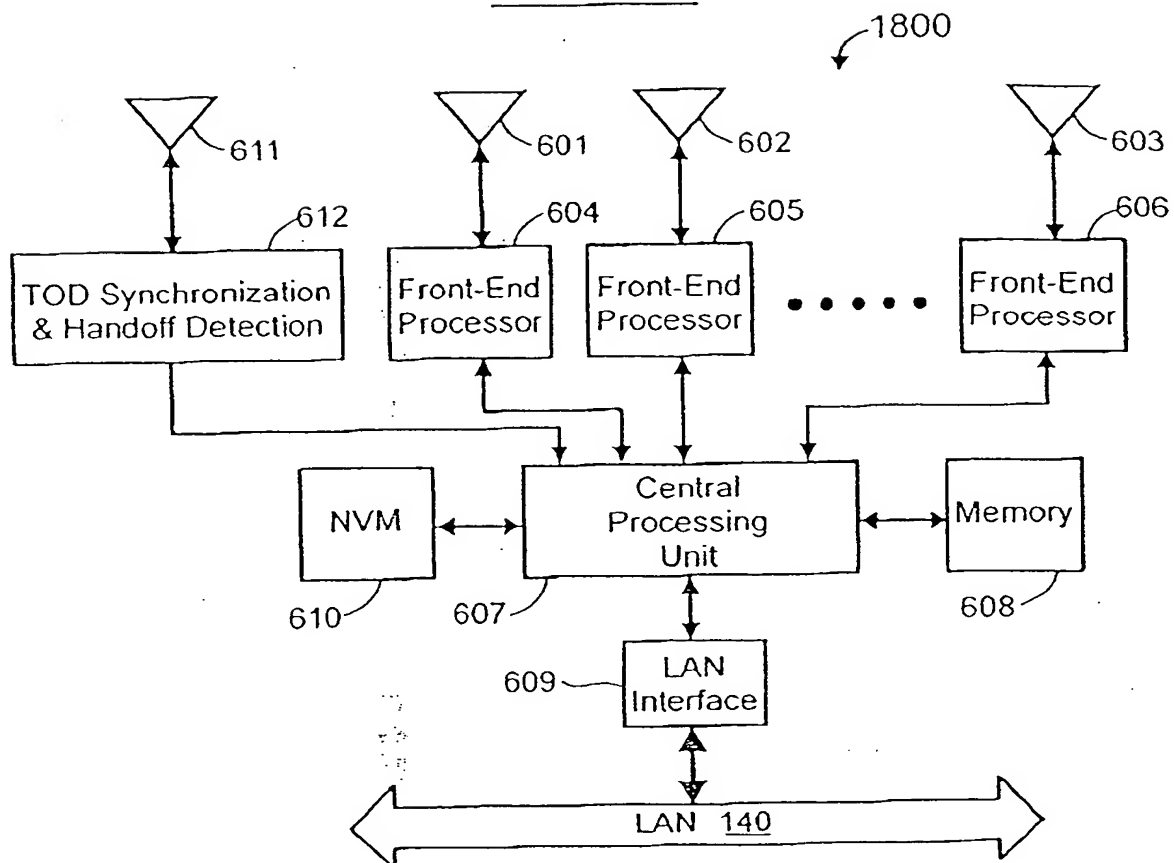 1800
611
601
602
603
612
604
605
606
TOD Synchronization
& Handoff Detection
Front-End
Processor
Front-End
Processor
Front-End
Processor
NVM
Central
Processing
Unit
Memory
610
607
608
609
LAN
Interface
LAN 140